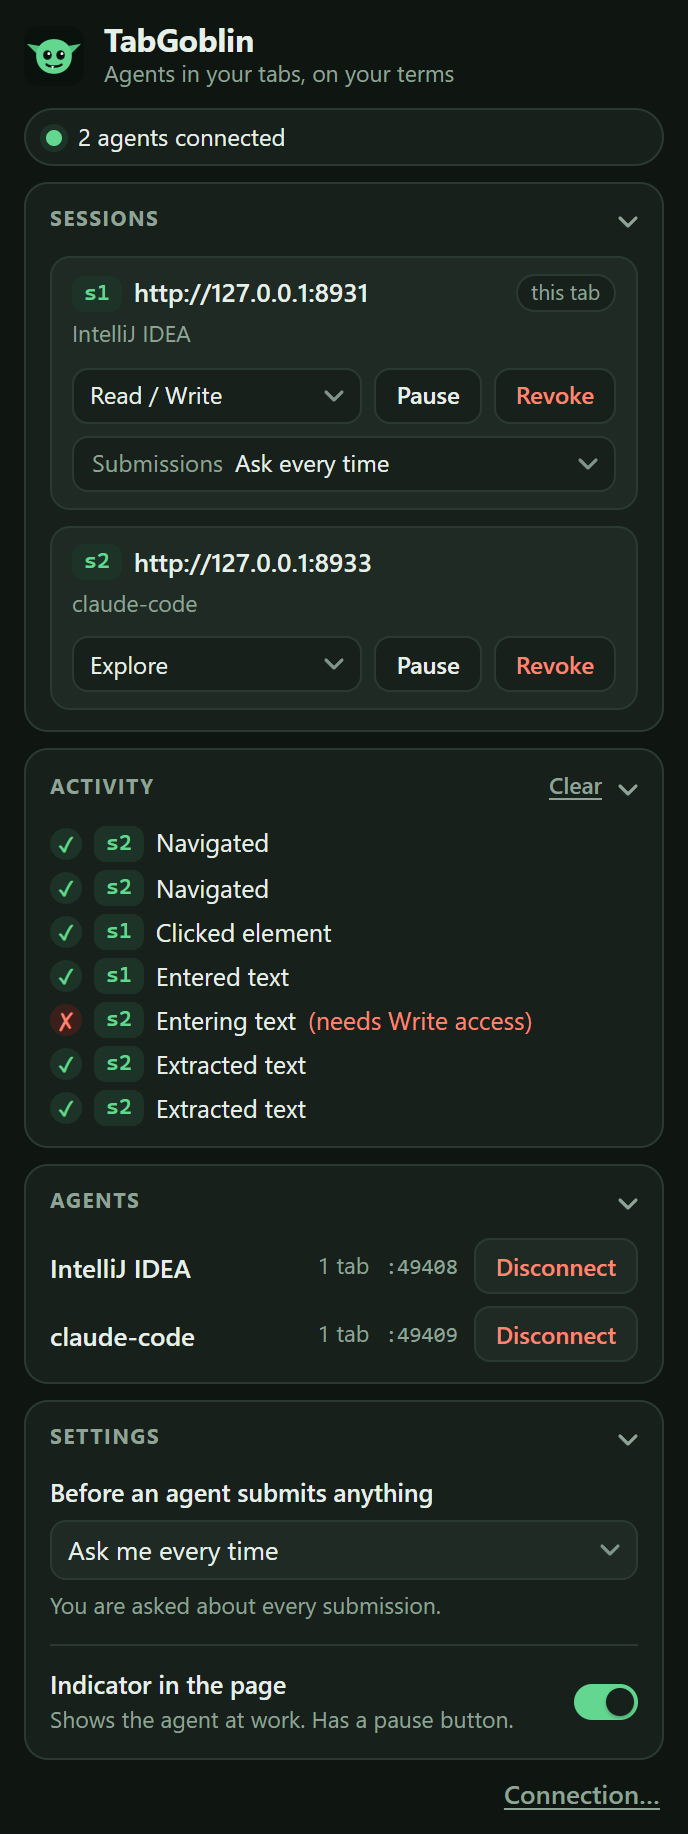 TabGoblin
Agents in your tabs, on your terms
2 agents connected
SESSIONS
s1 http://127.0.0.1:8931 this tab
IntelliJ IDEA
Read / Write Pause Revoke
Submissions Ask every time
s2 http://127.0.0.1:8933
claude-code
Explore Pause Revoke
ACTIVITY Clear
✓ s2 Navigated
✓ s2 Navigated
✓ s1 Clicked element
✓ s1 Entered text
✗ s2 Entering text (needs Write access)
✓ s2 Extracted text
✓ s2 Extracted text
AGENTS
IntelliJ IDEA 1 tab :49408 Disconnect
claude-code 1 tab :49409 Disconnect
SETTINGS
Before an agent submits anything
Ask me every time
You are asked about every submission.
Indicator in the page
Shows the agent at work. Has a pause button.
Connection...